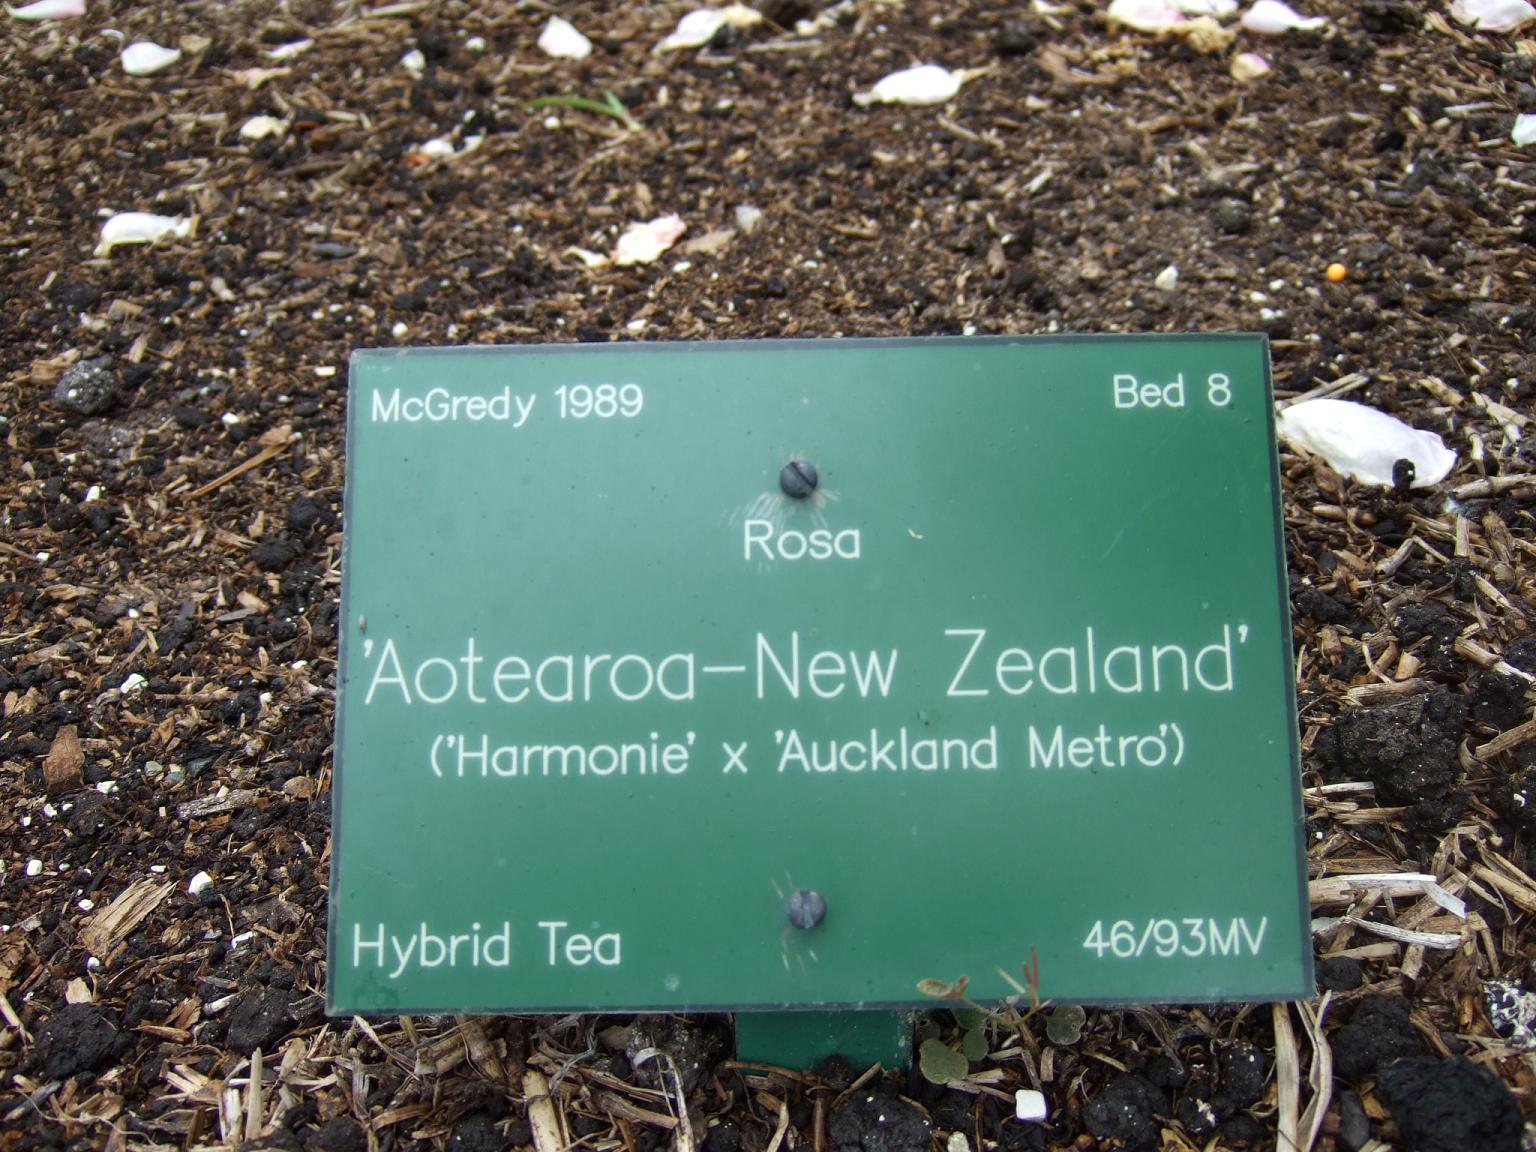 McGredy 1989
Bed 8
Rosa
'Aotearoa-New Zealand'
('Harmonie' x 'Auckland Metro')
Hybrid Tea
46/93MV